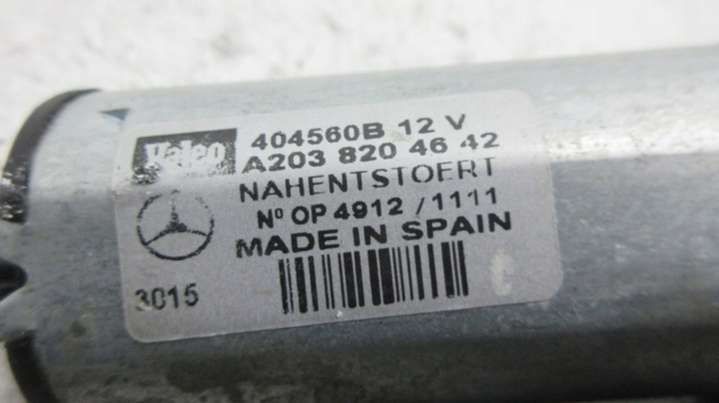 Valeo
404560B 12 V
A203 820 46 42
NAHENTSTOERT
Nº OP 4912 / 1111
MADE IN SPAIN
3015
C